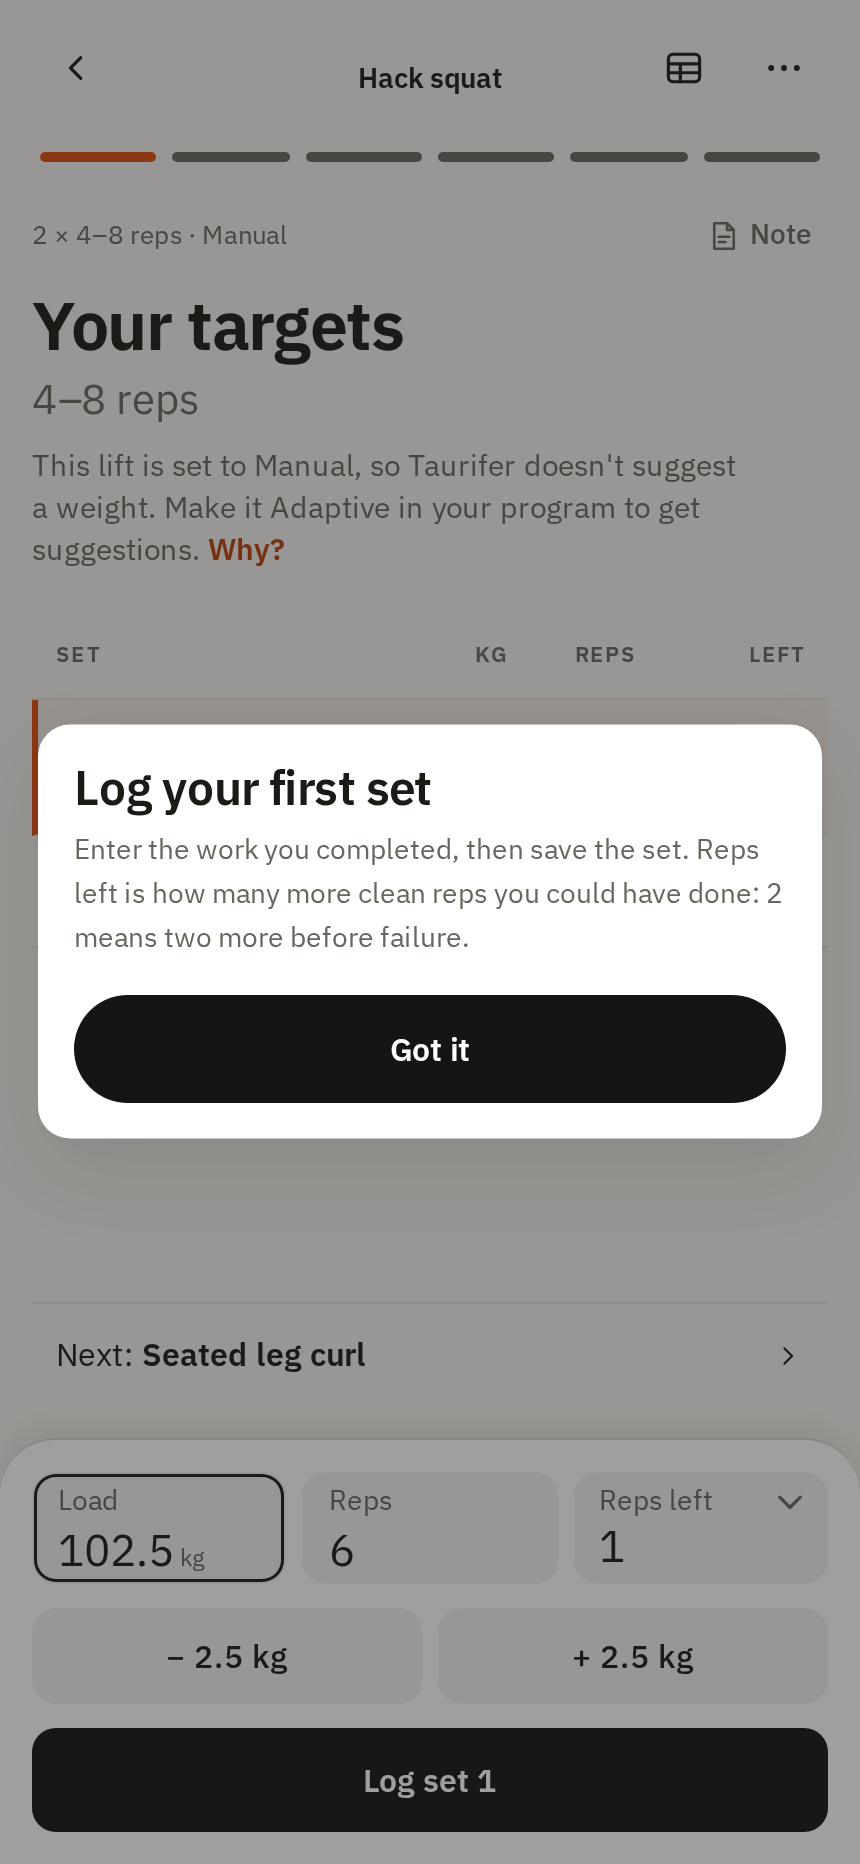 Hack squat
2 × 4–8 reps · Manual
Note
Your targets
4–8 reps
This lift is set to Manual, so Taurifer doesn't suggest
a weight. Make it Adaptive in your program to get
suggestions. Why?
SET KG REPS LEFT
Log your first set
Enter the work you completed, then save the set. Reps
left is how many more clean reps you could have done: 2
means two more before failure.
Got it
Next: Seated leg curl
Load Reps Reps left
102.5 kg 6 1
− 2.5 kg + 2.5 kg
Log set 1